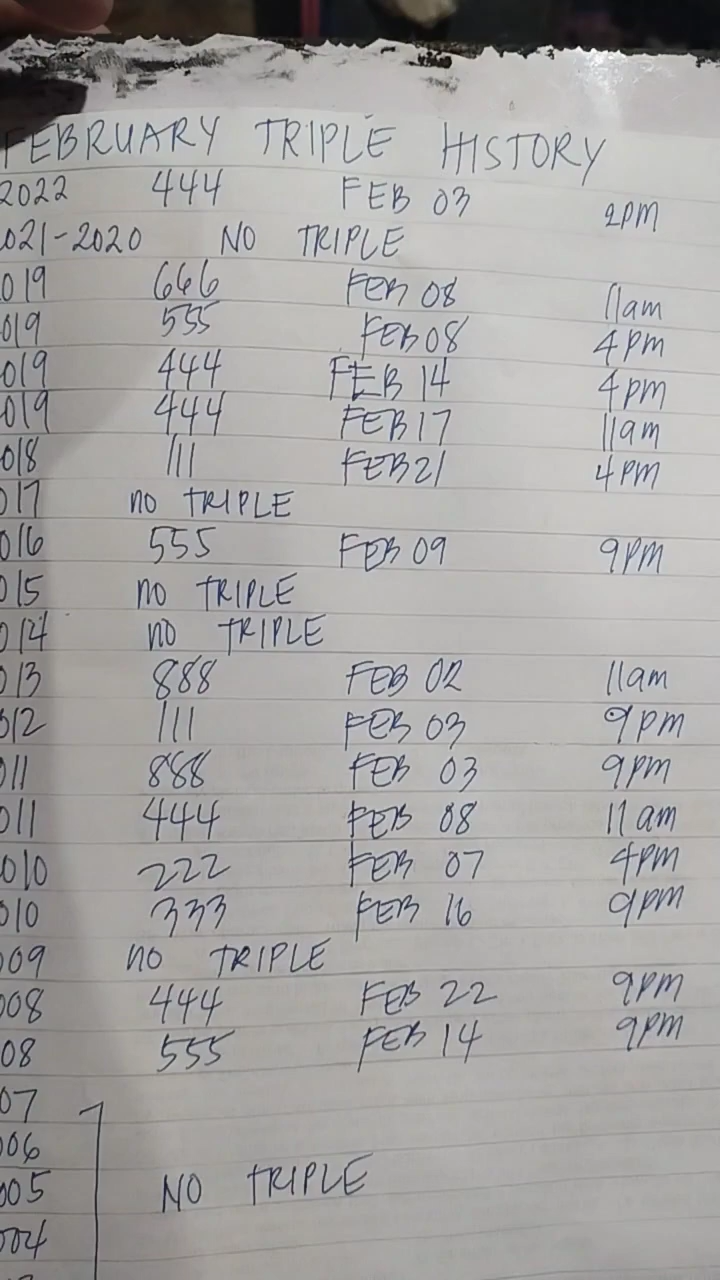 FEBRUARY TRIPLE HISTORY
2022 444 FEB 03 2PM
021-2020 NO TRIPLE
019 666 FEB 08 11am
019 555 FEB 08 4PM
019 444 FEB 14 4PM
019 444 FEB 17 11am
018 111 FEB 21 4PM
017 NO TRIPLE
016 555 FEB 09 9PM
015 NO TRIPLE
014 NO TRIPLE
013 888 FEB 02 11am
012 111 FEB 03 9PM
011 888 FEB 03 9PM
011 444 FEB 08 11am
010 222 FEB 07 4PM
010 333 FEB 16 9PM
009 NO TRIPLE
008 444 FEB 22 9PM
08 555 FEB 14 9PM
07
006
005 NO TRIPLE
004